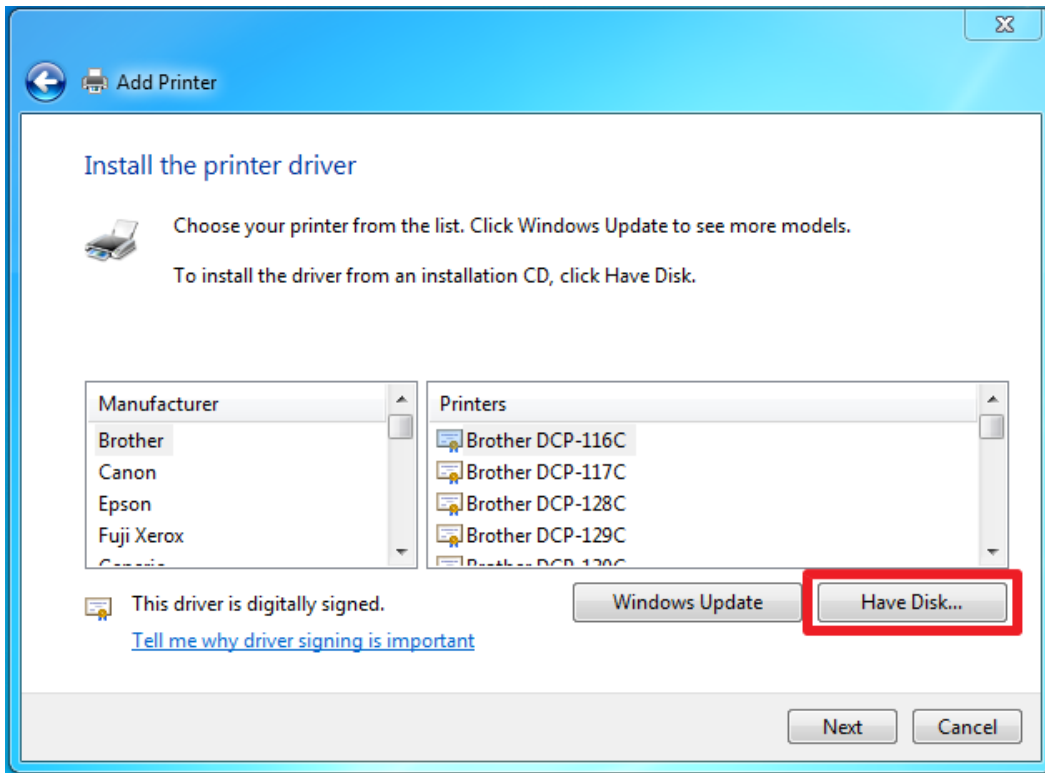 Add Printer
Install the printer driver
Choose your printer from the list. Click Windows Update to see more models.
To install the driver from an installation CD, click Have Disk.
Manufacturer
Brother
Canon
Epson
Fuji Xerox
Printers
Brother DCP-116C
Brother DCP-117C
Brother DCP-128C
Brother DCP-129C
This driver is digitally signed.
Tell me why driver signing is important
Windows Update
Have Disk...
Next
Cancel